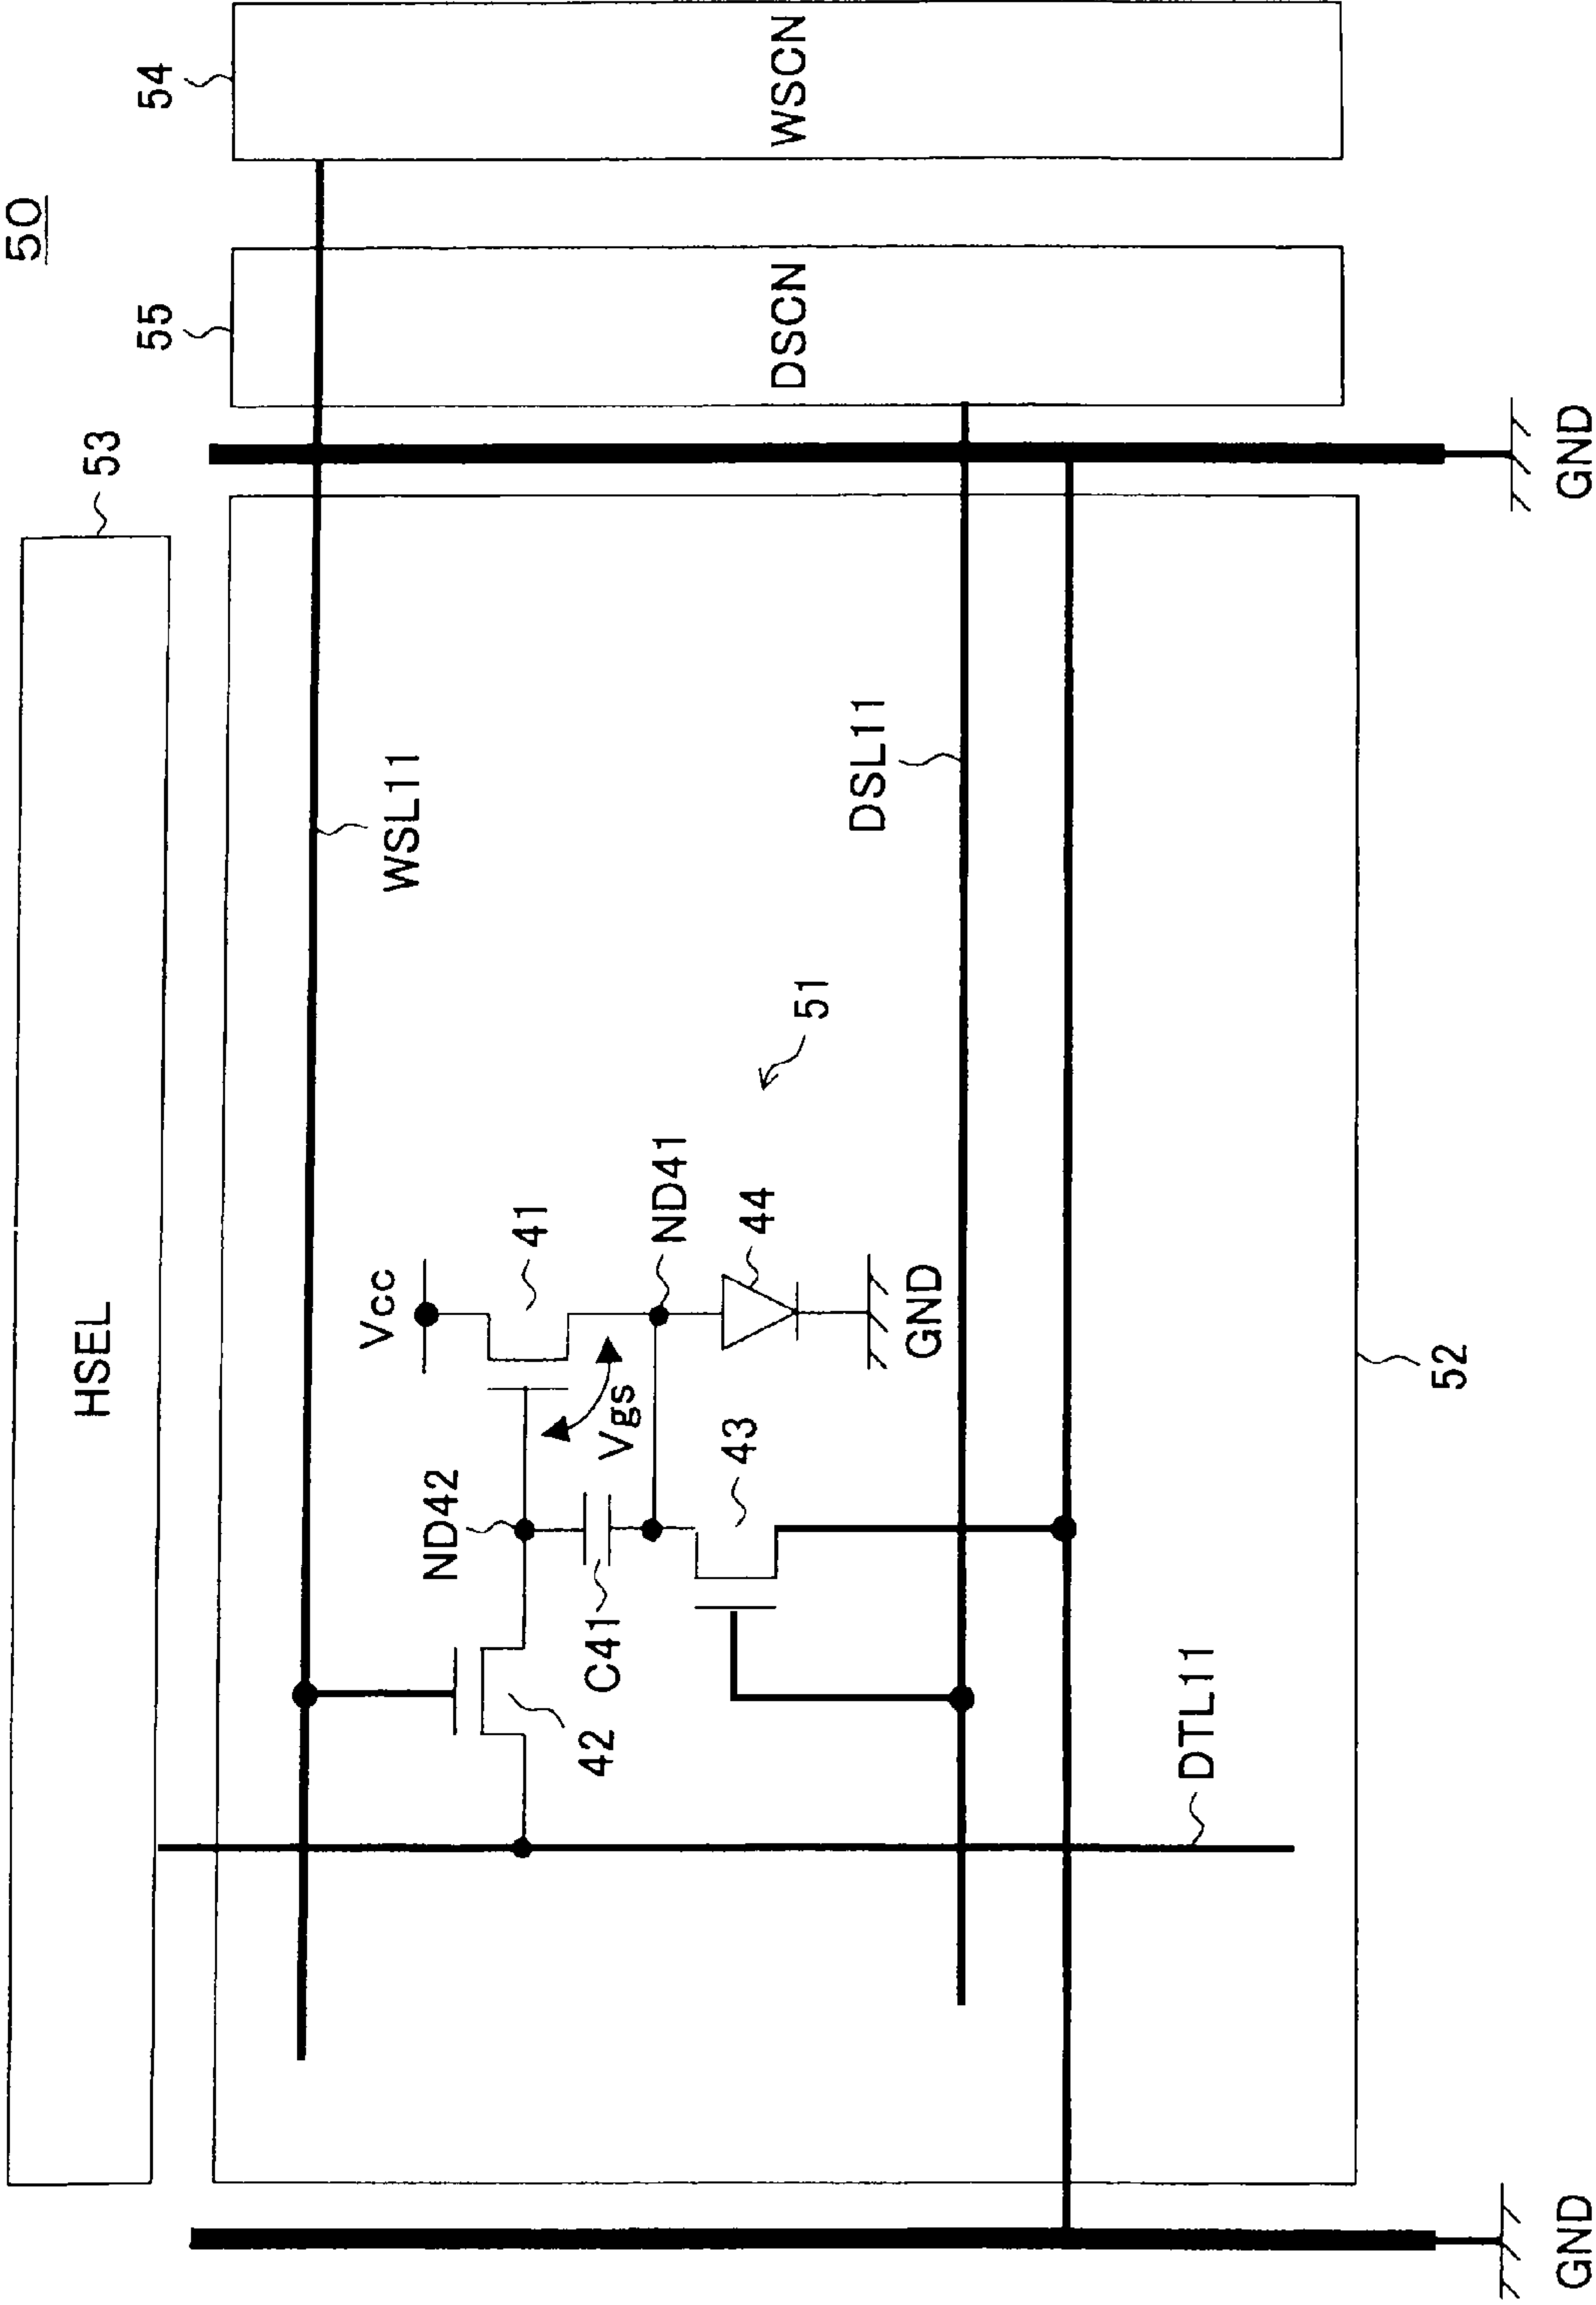 50
HSEL
53
55
54
WSL11
Vcc
41
ND42
Vgs
ND41
42
C41
43
44
GND
51
DSL11
DSCN
WSCN
DTL11
52
GND
GND